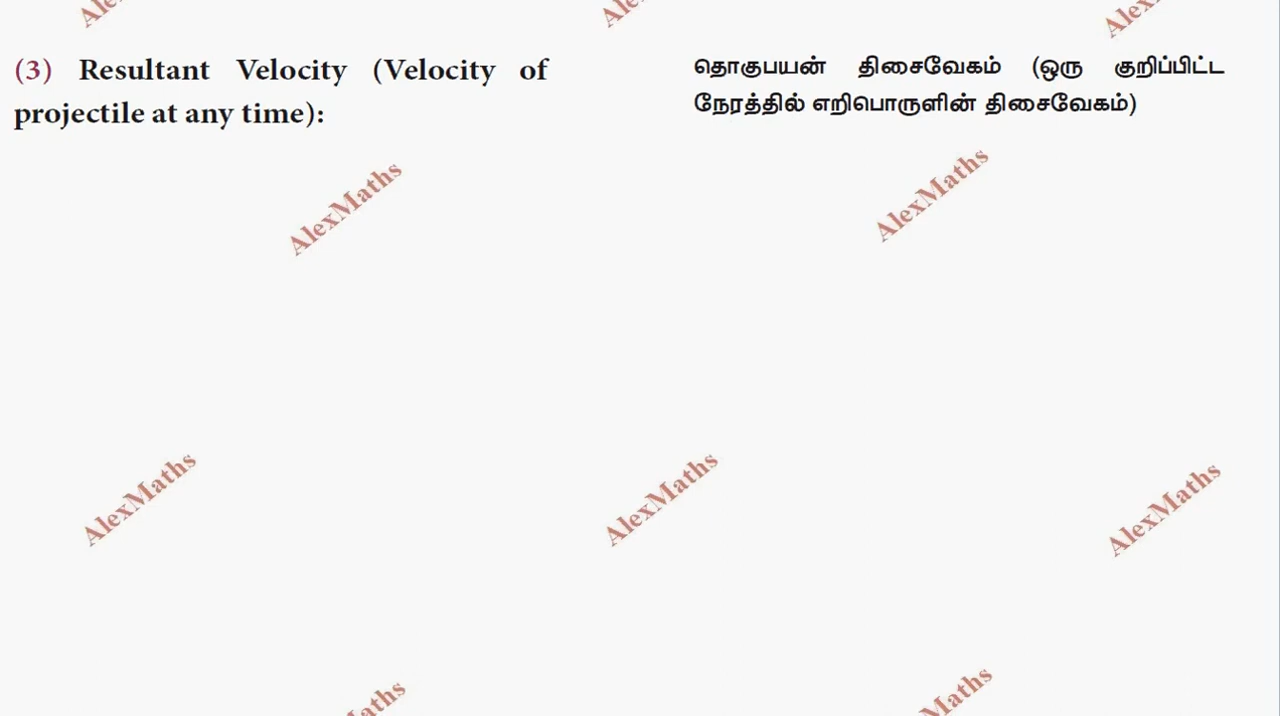 (3) Resultant Velocity (Velocity of
projectile at any time):
தொகுபயன் திசைவேகம் (ஒரு குறிப்பிட்ட
நேரத்தில் எறிபொருளின் திசைவேகம்)
AlexMaths
AlexMaths
AlexMaths
AlexMaths
AlexMaths